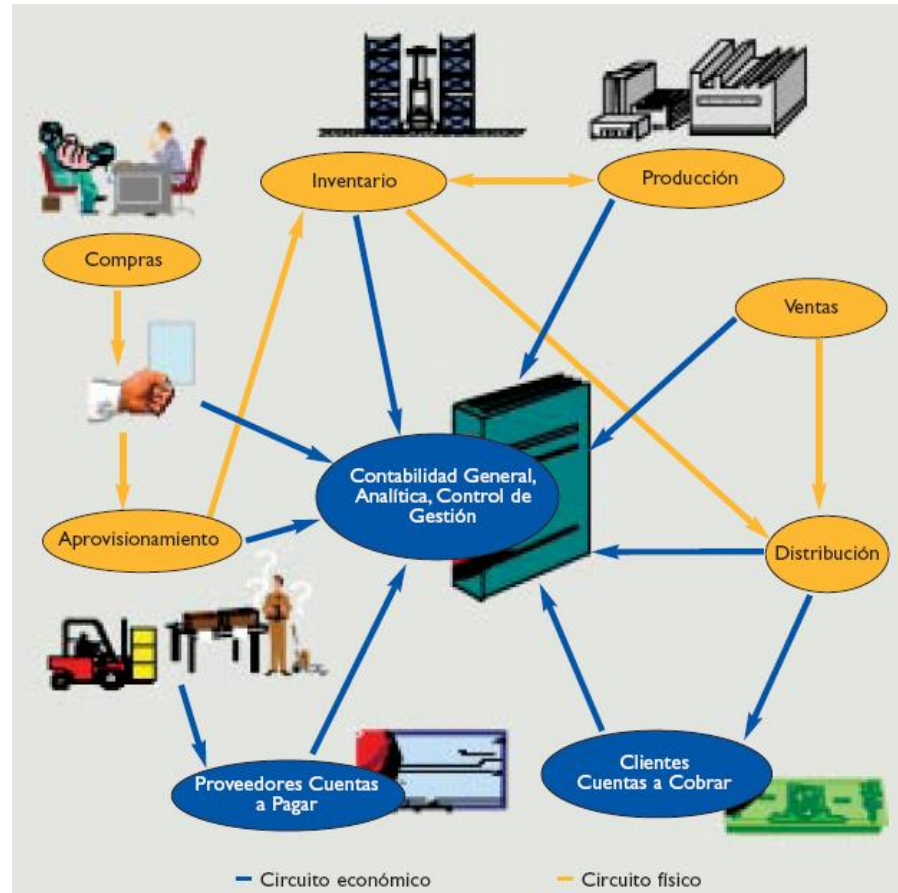 Inventario
Producción
Compras
Ventas
Contabilidad General,
Analítica, Control de
Gestión
Aprovisionamiento
Distribución
Proveedores Cuentas
a Pagar
Clientes
Cuentas a Cobrar
Circuito económico
Circuito físico